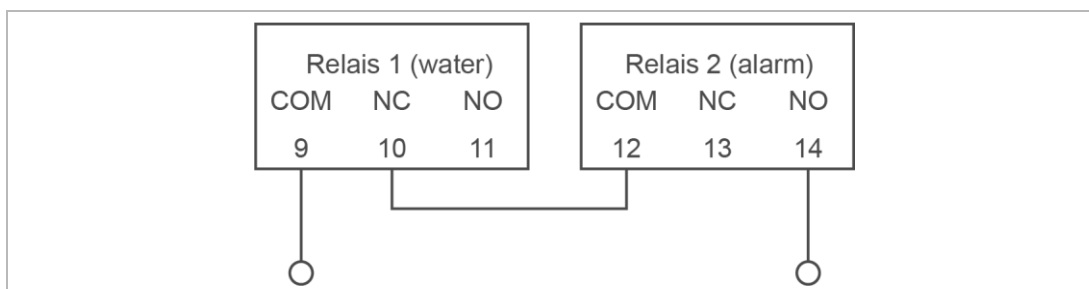 Relais 1 (water)
COM NC NO
9 10 11
Relais 2 (alarm)
COM NC NO
12 13 14